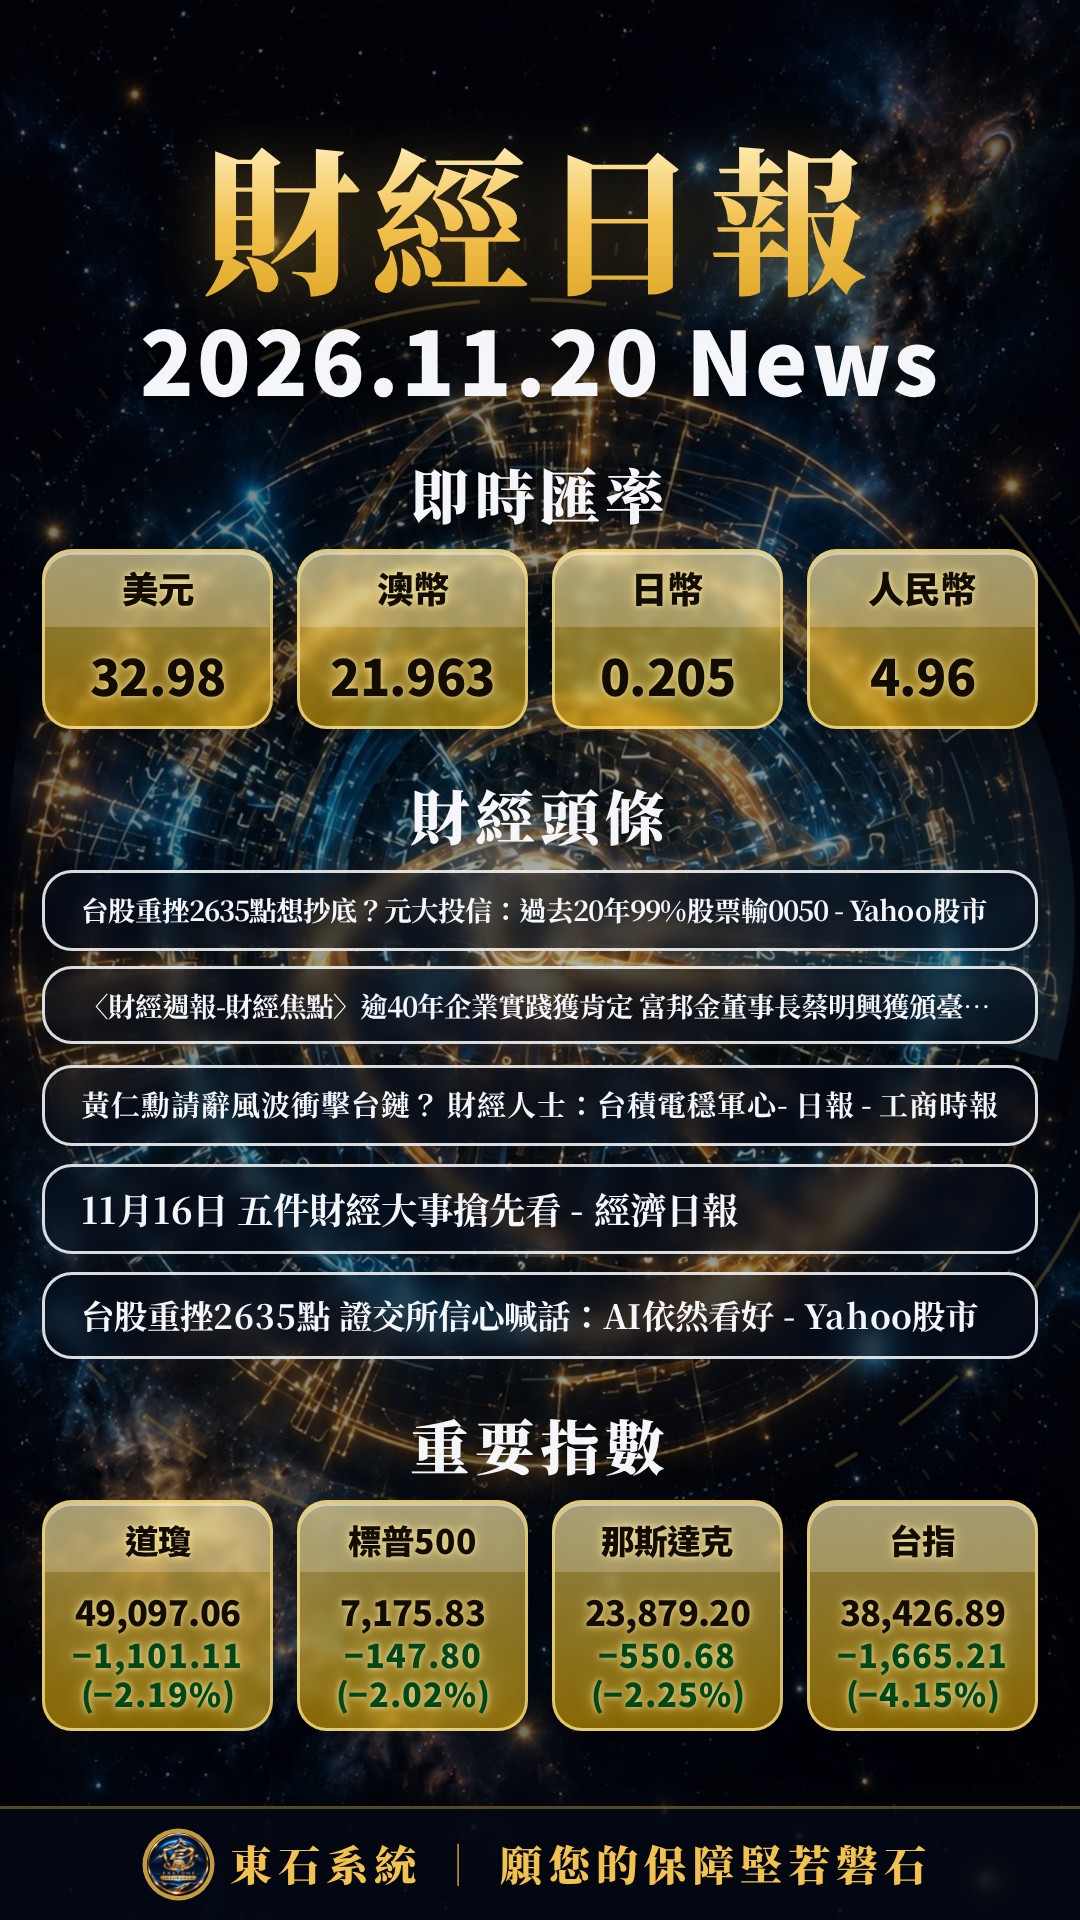 財經日報
2026.11.20 News
即時匯率
美元
32.98
澳幣
21.963
日幣
0.205
人民幣
4.96
財經頭條
台股重挫2635點想抄底？元大投信：過去20年99%股票輸0050 - Yahoo股市
〈財經週報-財經焦點〉逾40年企業實踐獲肯定 富邦金董事長蔡明興獲頒臺…
黃仁勳請辭風波衝擊台鏈？ 財經人士：台積電穩軍心- 日報 - 工商時報
11月16日 五件財經大事搶先看 - 經濟日報
台股重挫2635點 證交所信心喊話：AI依然看好 - Yahoo股市
重要指數
道瓊
49,097.06
−1,101.11
(−2.19%)
標普500
7,175.83
−147.80
(−2.02%)
那斯達克
23,879.20
−550.68
(−2.25%)
台指
38,426.89
−1,665.21
(−4.15%)
東石系統 ｜ 願您的保障堅若磐石